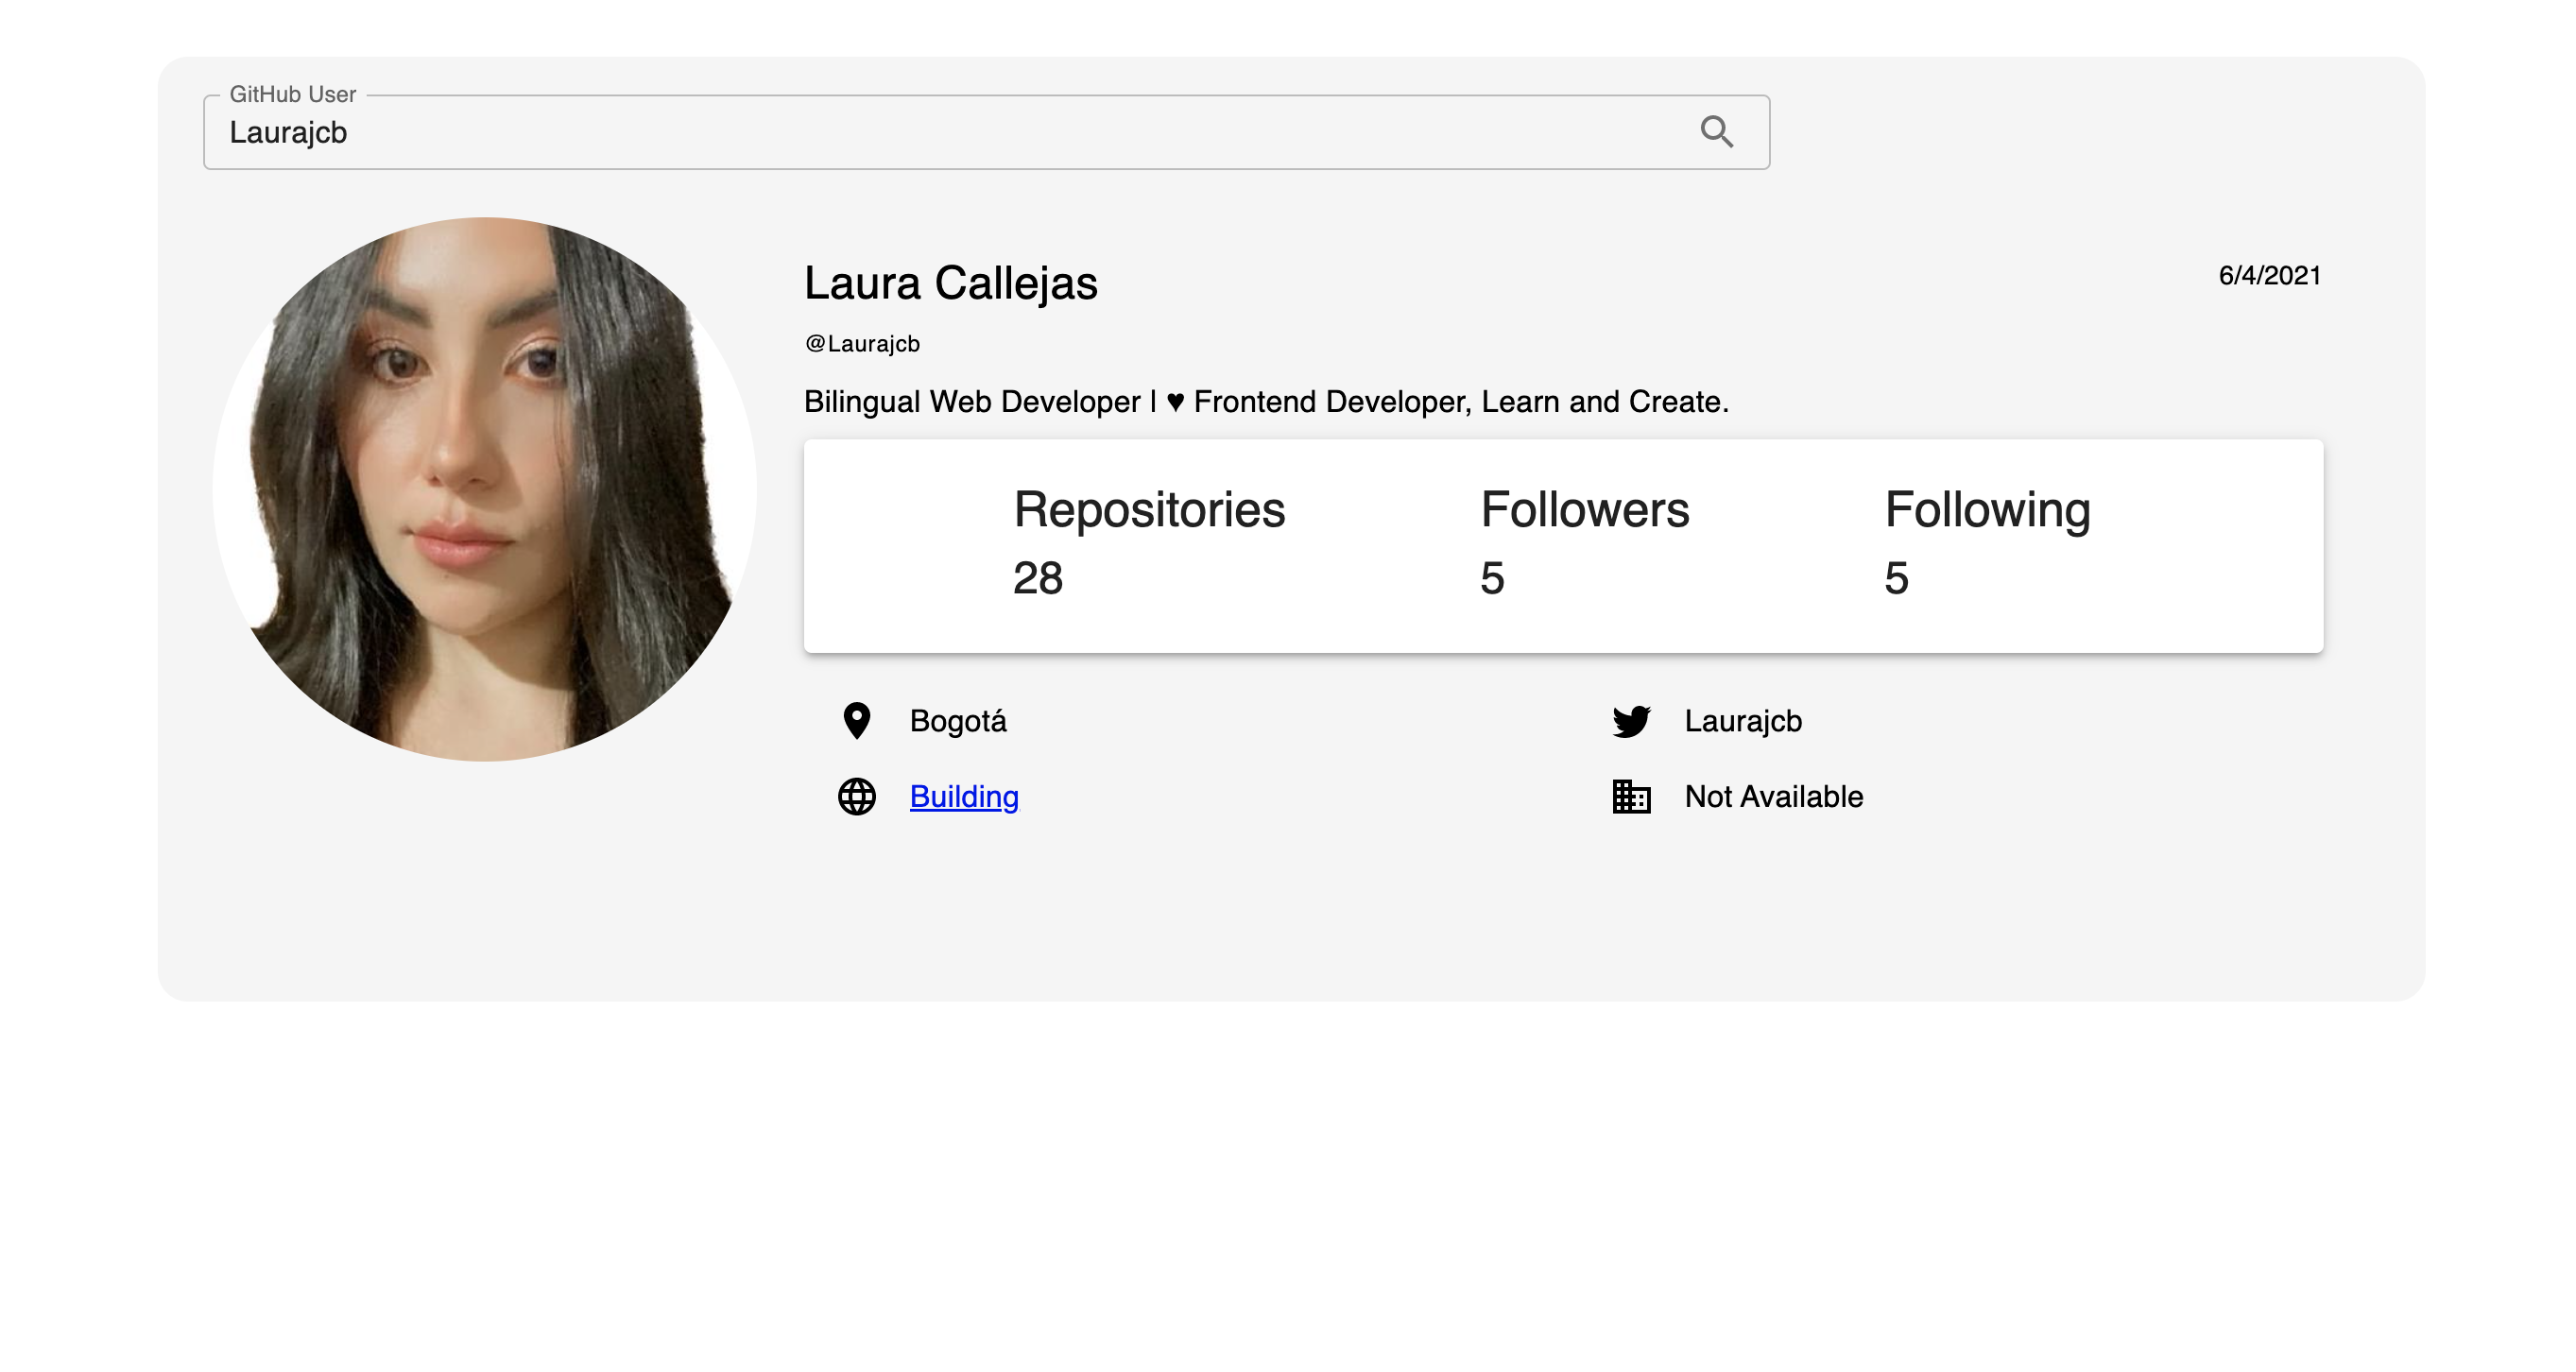 GitHub User
Laurajcb
Laura Callejas
6/4/2021
@Laurajcb
Bilingual Web Developer l ♥ Frontend Developer, Learn and Create.
Repositories Followers Following
28 5 5
Bogotá Laurajcb
Building Not Available